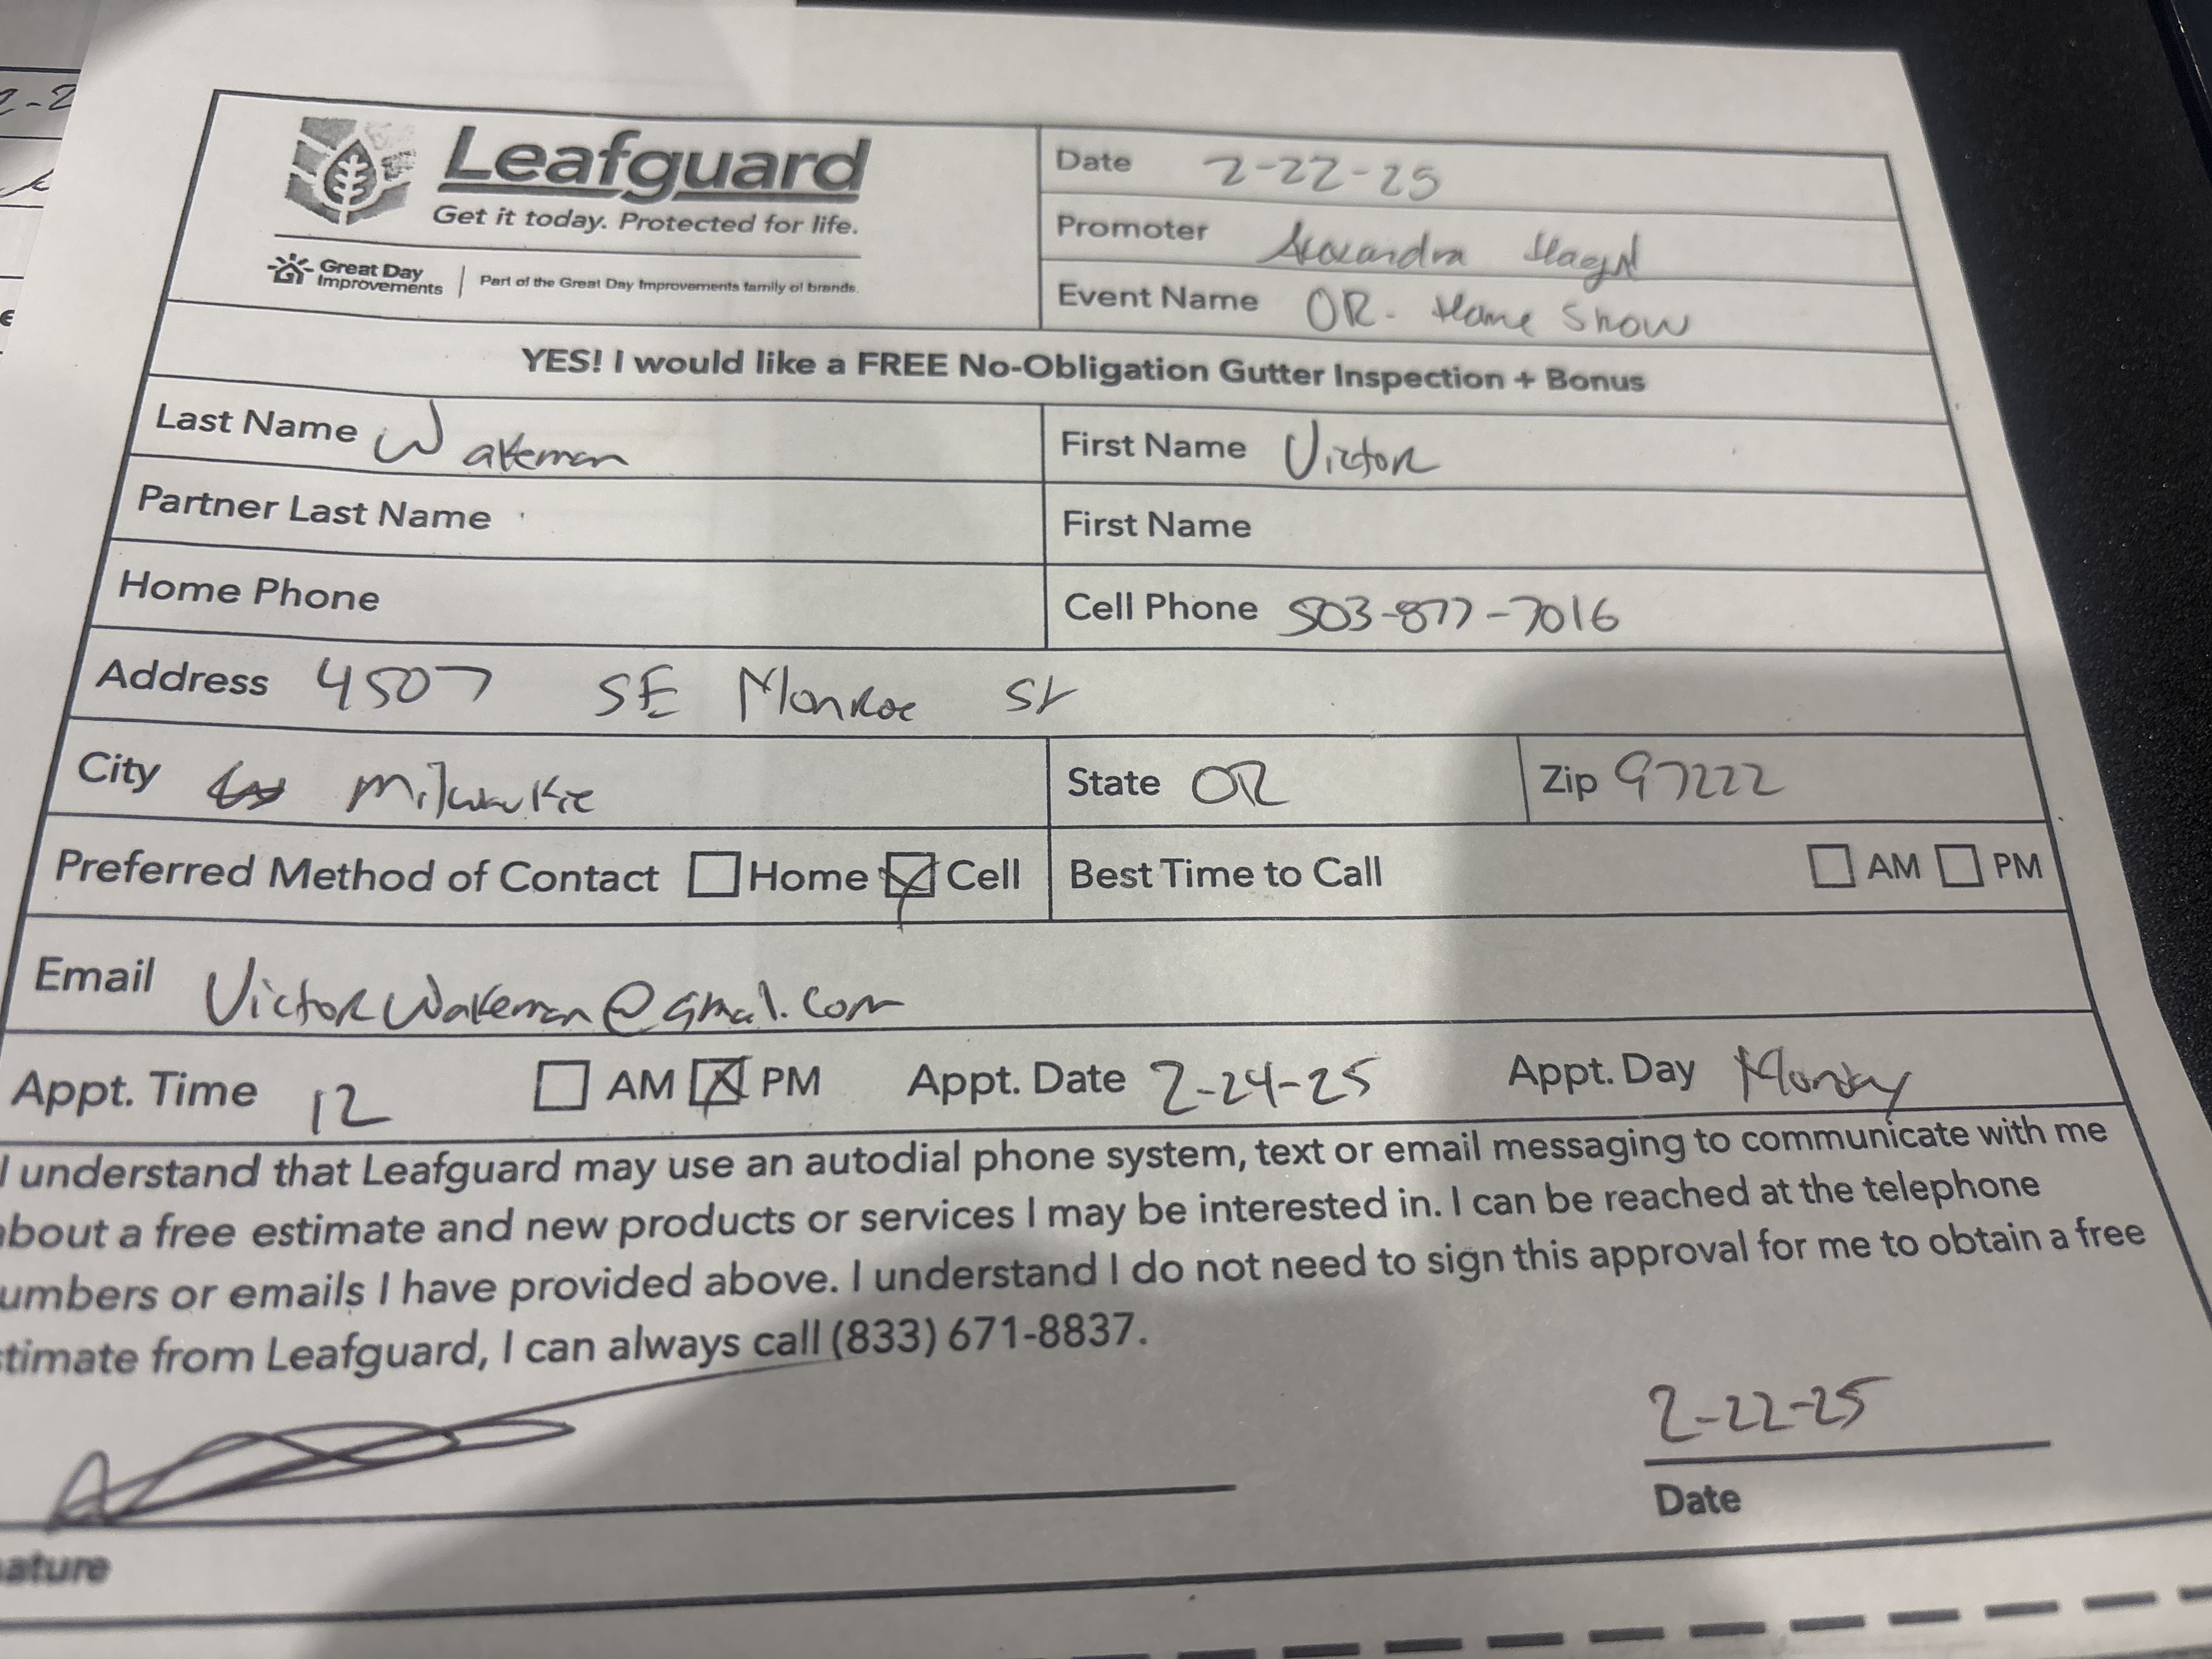 Leafguard
Get it today. Protected for life.
Great Day Improvements | Part of the Great Day Improvements family of brands.
Date 2-22-25
Promoter
Event Name OR. Home Show
YES! I would like a FREE No-Obligation Gutter Inspection + Bonus
Last Name Wakeman First Name Victor
Partner Last Name First Name
Home Phone Cell Phone 503-877-7016
Address 4507 SE Monroe St
City Milwaukie State OR Zip 97222
Preferred Method of Contact Home Cell Best Time to Call AM PM
Email VictorWakeman@gmail.com
Appt. Time 12 AM PM Appt. Date 2-24-25 Appt. Day Monday
I understand that Leafguard may use an autodial phone system, text or email messaging to communicate with me
about a free estimate and new products or services I may be interested in. I can be reached at the telephone
umbers or emails I have provided above. I understand I do not need to sign this approval for me to obtain a free
stimate from Leafguard, I can always call (833) 671-8837.
2-22-25
ature Date